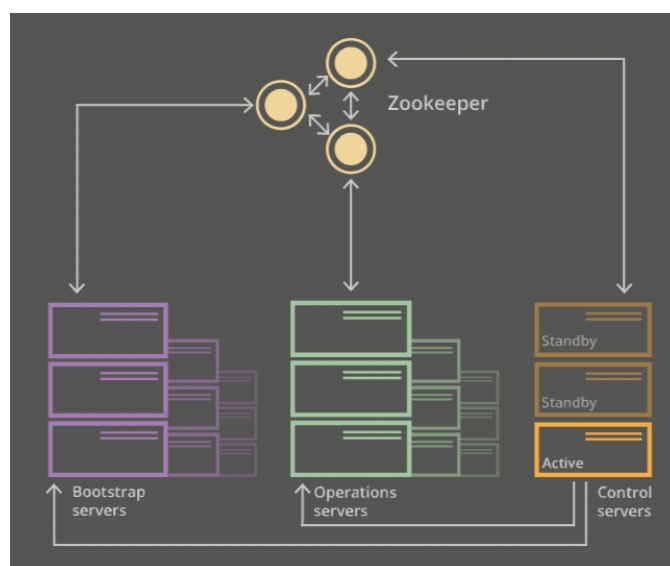 Zookeeper
Standby
Standby
Active
Bootstrap
servers
Operations
servers
Control
servers